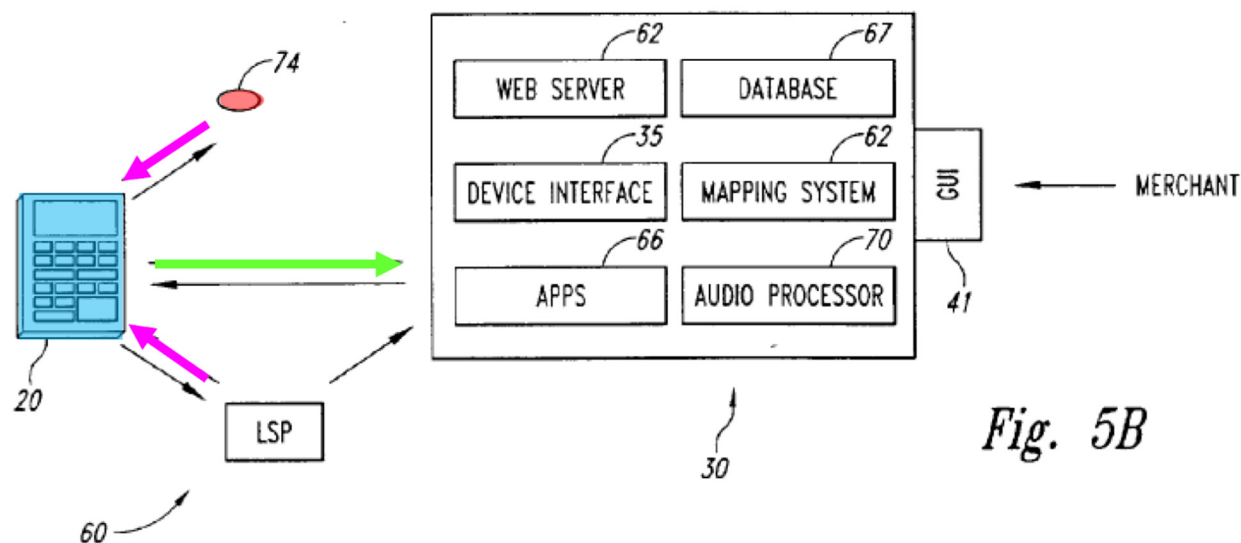 74
62
67
WEB SERVER
DATABASE
35
62
DEVICE INTERFACE
MAPPING SYSTEM
GUI
MERCHANT
66
70
APPS
AUDIO PROCESSOR
41
20
LSP
30
60
Fig. 5B